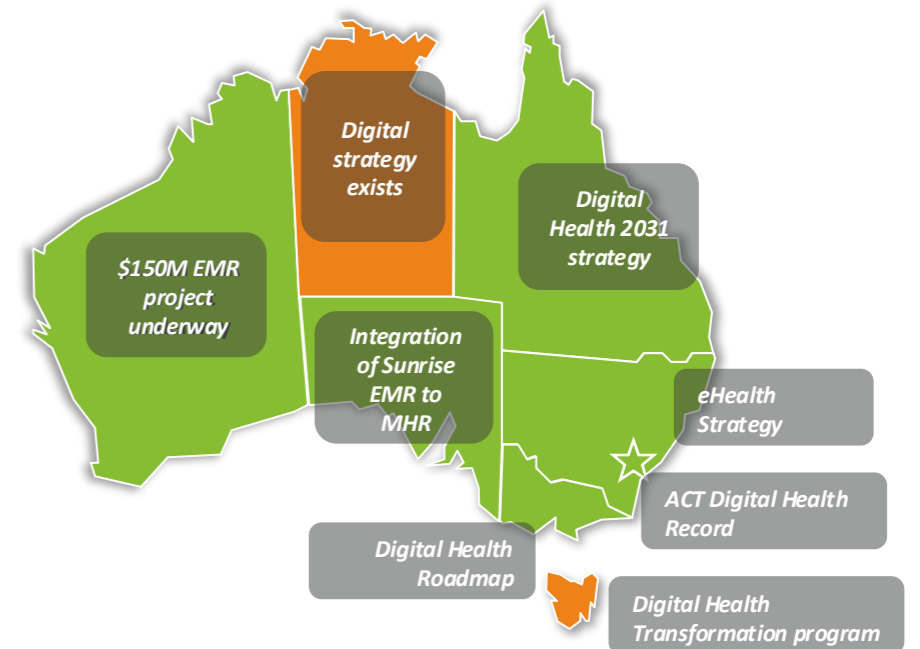 Digital
strategy
exists
Digital
Health 2031
strategy
$150M EMR
project
underway
Integration
of Sunrise
EMR to
MHR
eHealth
Strategy
ACT Digital Health
Record
Digital Health
Roadmap
Digital Health
Transformation program